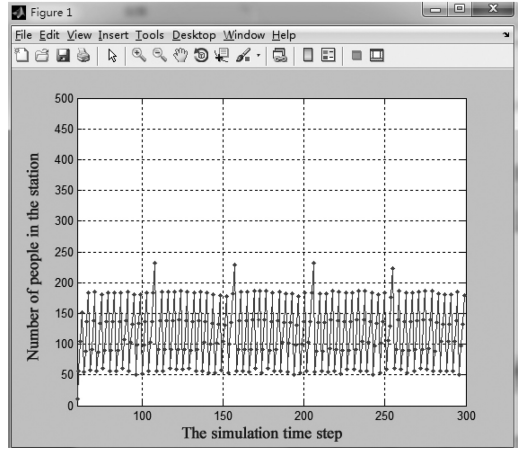 Figure 1
File Edit View Insert Tools Desktop Window Help
500
450
400
350
300
250
200
150
100
50
0
100 150 200 250 300
Number of people in the station
The simulation time step